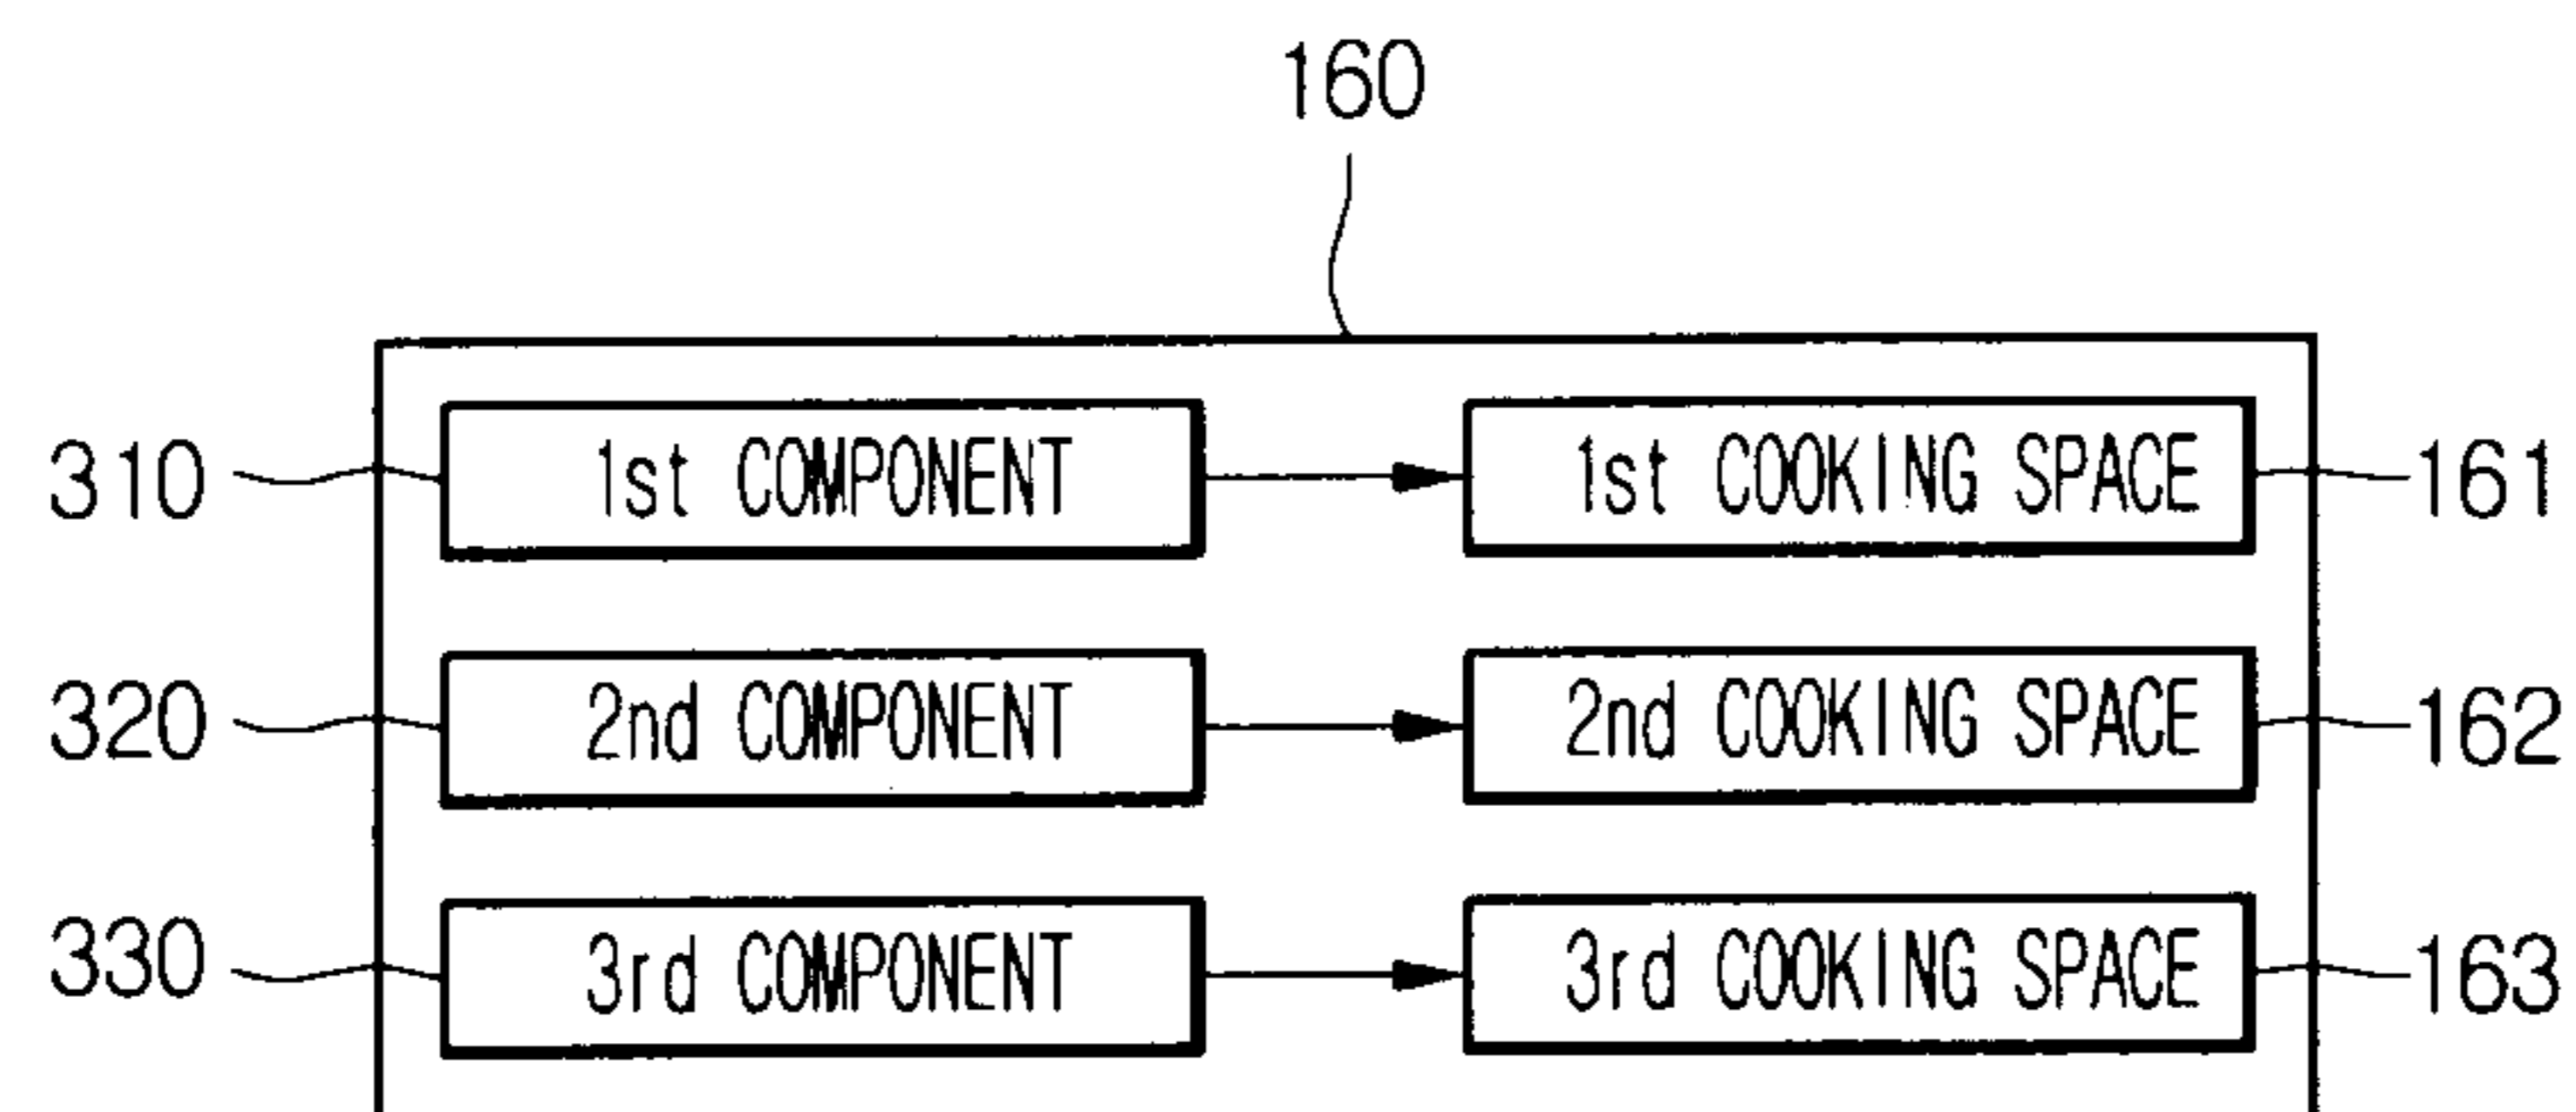 160
310 1st COMPONENT 1st COOKING SPACE 161
320 2nd COMPONENT 2nd COOKING SPACE 162
330 3rd COMPONENT 3rd COOKING SPACE 163